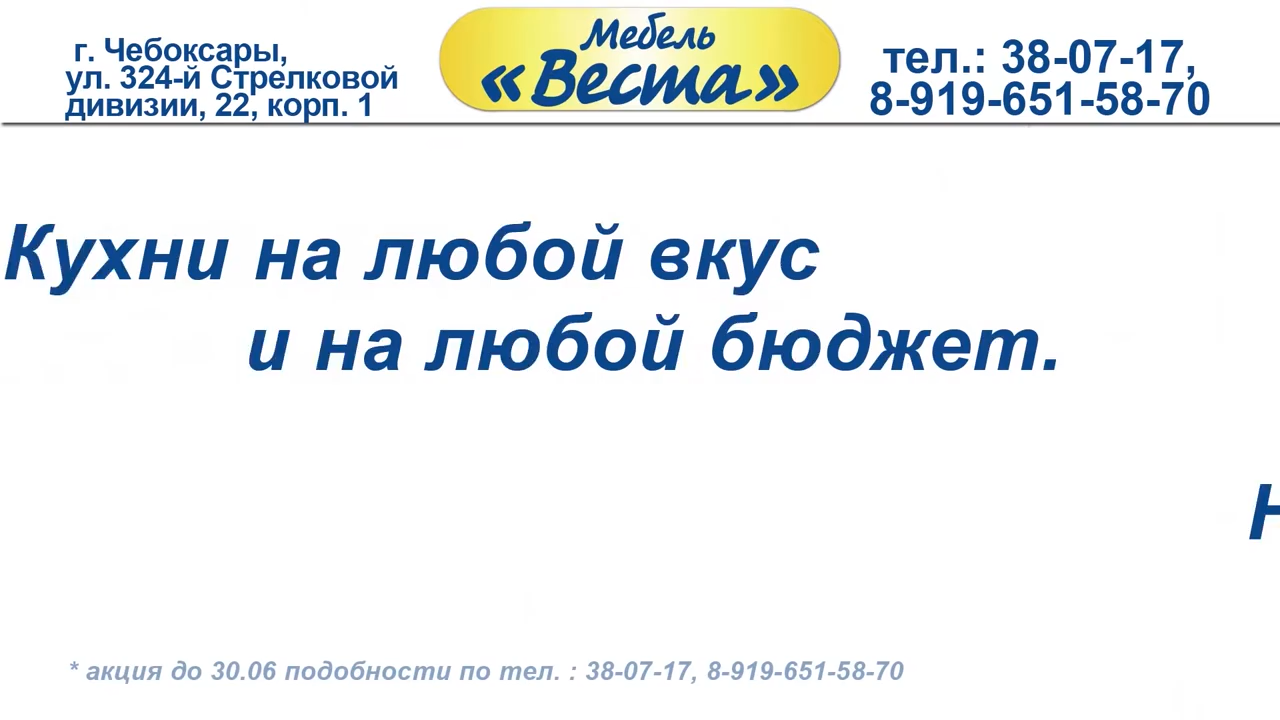 г. Чебоксары,
ул. 324-й Стрелковой
дивизии, 22, корп. 1
Мебель
«Веста»
тел.: 38-07-17,
8-919-651-58-70
Кухни на любой вкус
и на любой бюджет.
* акция до 30.06 подобности по тел. : 38-07-17, 8-919-651-58-70